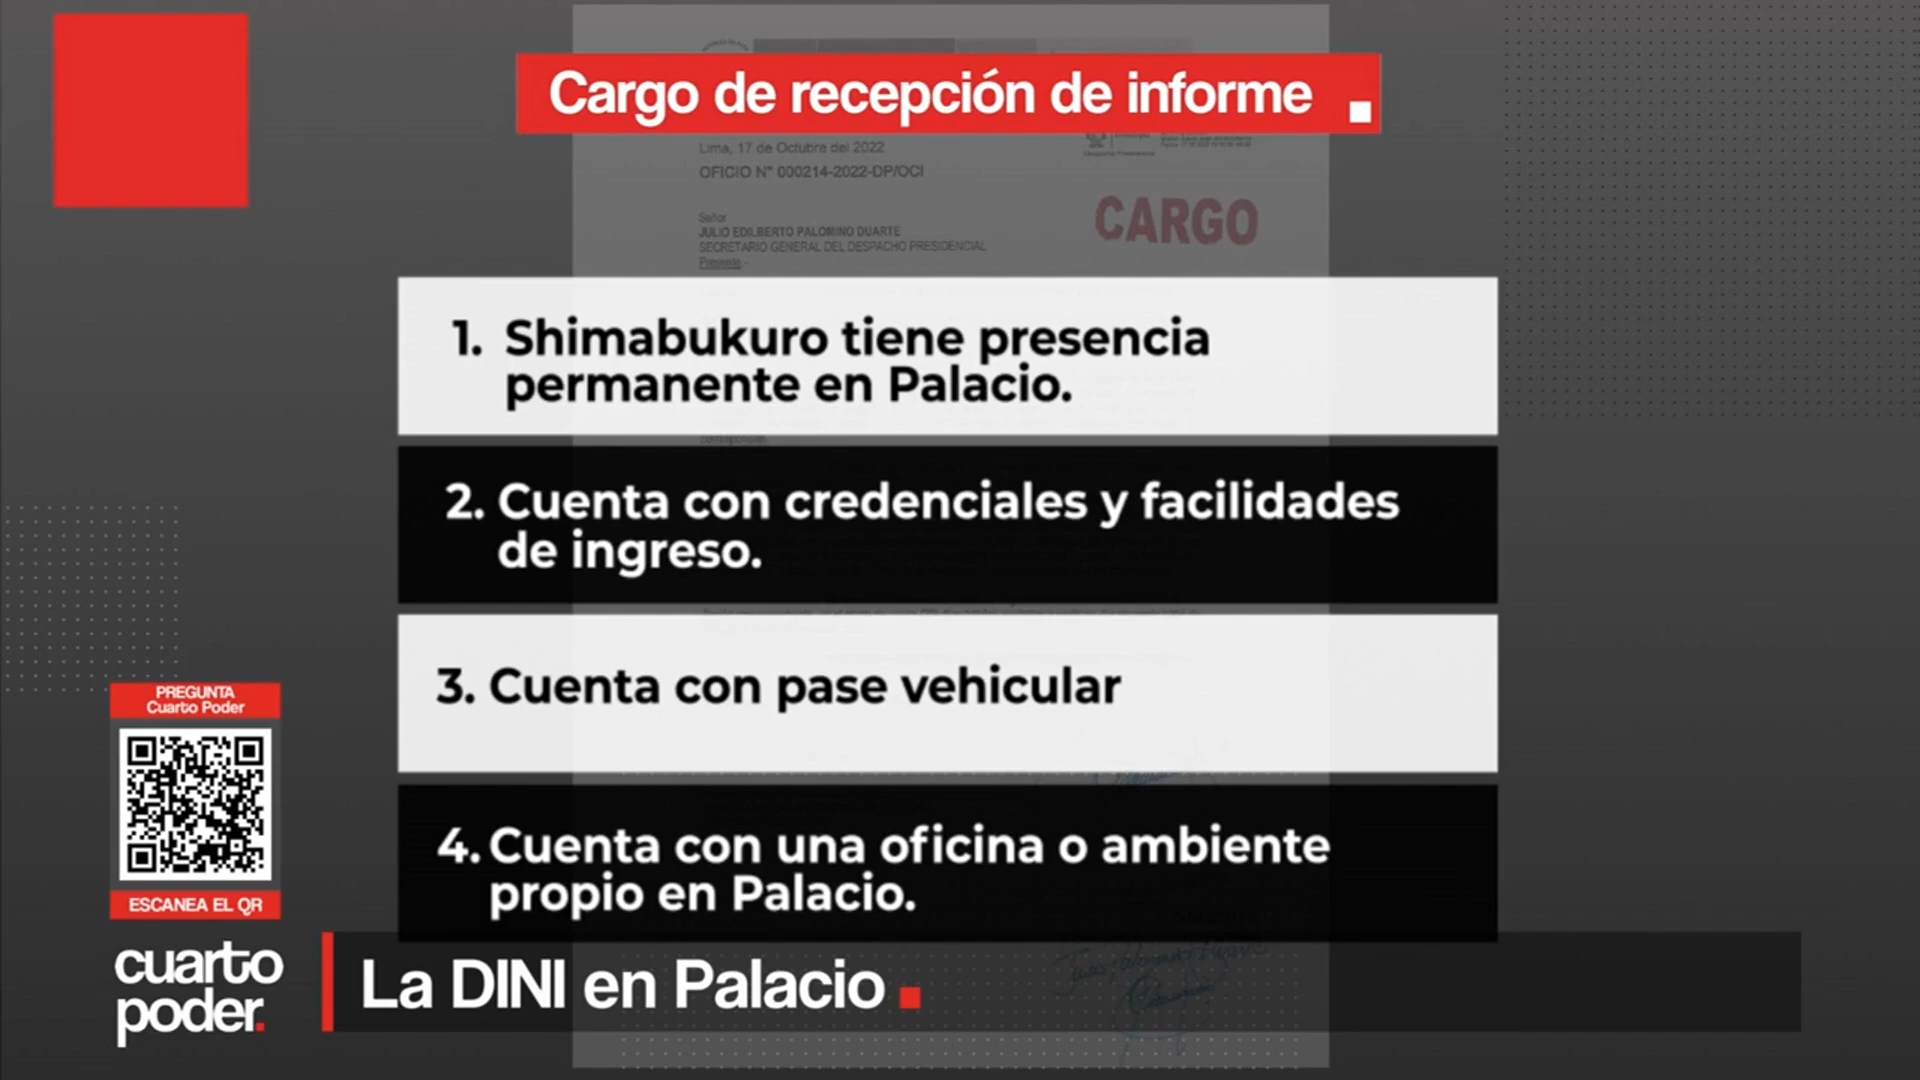 Cargo de recepción de informe
Lima, 17 de Octubre del 2022
OFICIO N° 000214-2022-DP/OCI
Señor
JULIO EDILBERTO PALOMINO DUARTE
SECRETARIO GENERAL DEL DESPACHO PRESIDENCIAL
Presente.-
CARGO
1. Shimabukuro tiene presencia
permanente en Palacio.
2. Cuenta con credenciales y facilidades
de ingreso.
3. Cuenta con pase vehicular
4. Cuenta con una oficina o ambiente
propio en Palacio.
PREGUNTA
Cuarto Poder
ESCANEA EL QR
cuarto
poder.
La DINI en Palacio